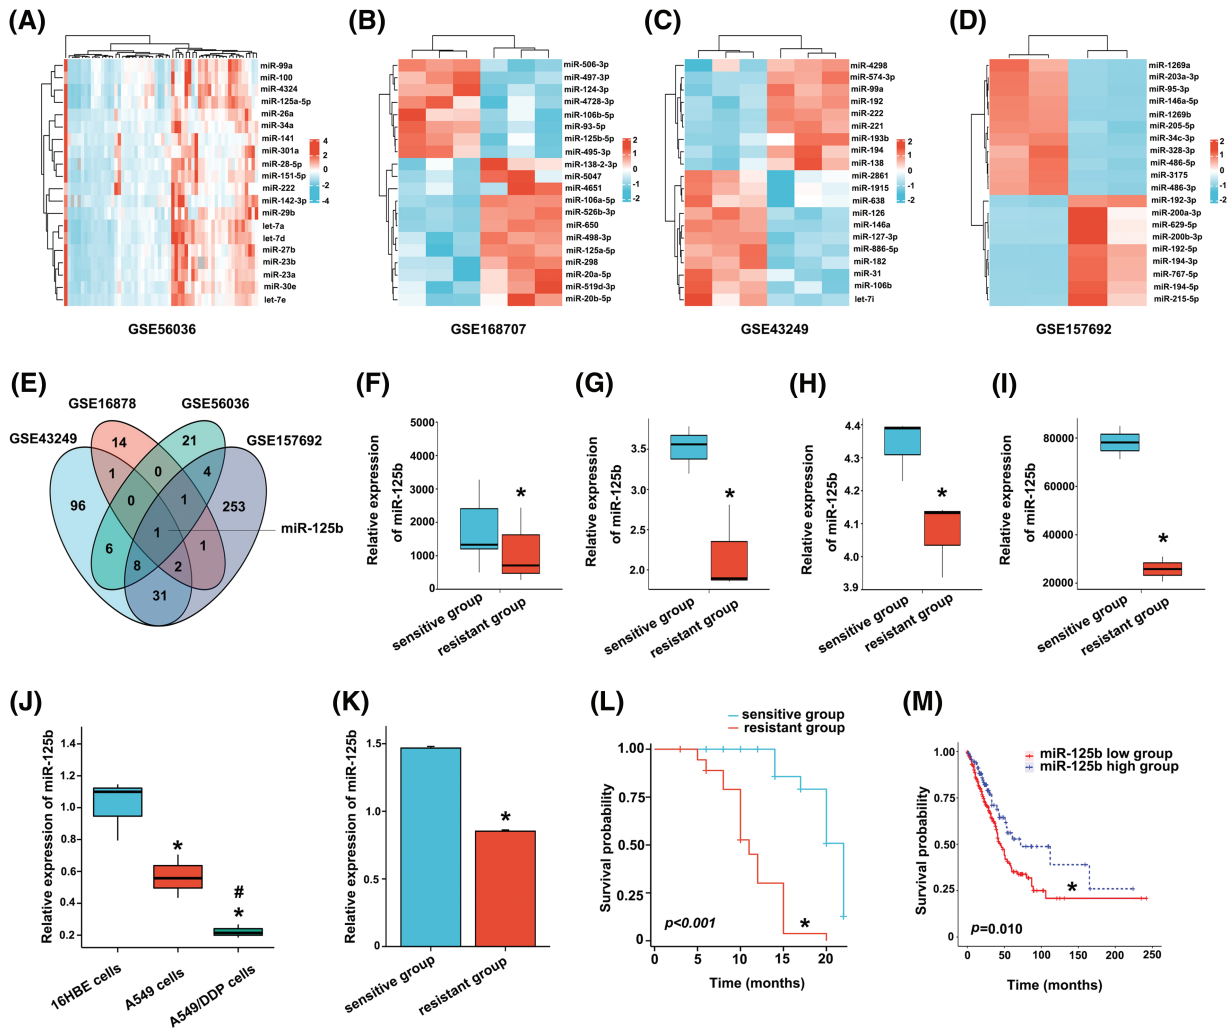 (A)
miR-99a
miR-100
miR-4324
miR-125a-5p
miR-26a
miR-34a
miR-141
miR-301a
miR-28-5p
miR-151-5p
miR-222
miR-142-3p
miR-29b
let-7a
let-7d
miR-27b
miR-23b
miR-23a
miR-30e
let-7e
4
2
0
-2
-4
GSE56036
(B)
miR-506-3p
miR-497-3p
miR-124-3p
miR-4728-3p
miR-106b-5p
miR-93-5p
miR-125b-5p
miR-495-3p
miR-138-2-3p
miR-5047
miR-4651
miR-106a-5p
miR-526b-3p
miR-650
miR-498-3p
miR-125a-5p
miR-298
miR-20a-5p
miR-519d-3p
miR-20b-5p
2
1
0
-1
-2
GSE168707
(C)
miR-4298
miR-574-3p
miR-99a
miR-192
miR-222
miR-221
miR-193b
miR-194
miR-138
miR-2861
miR-1915
miR-638
miR-126
miR-146a
miR-127-3p
miR-886-5p
miR-182
miR-31
miR-106b
let-7i
2
1
0
-1
-2
GSE43249
(D)
miR-1269a
miR-203a-3p
miR-95-3p
miR-146a-5p
miR-1269b
miR-205-5p
miR-34c-3p
miR-328-3p
miR-486-5p
miR-3175
miR-486-3p
miR-192-3p
miR-200a-3p
miR-629-5p
miR-200b-3p
miR-192-5p
miR-194-3p
miR-767-5p
miR-194-5p
miR-215-5p
2
1
0
-1
-2
GSE157692
(E)
GSE16878
GSE56036
GSE43249
GSE157692
14
21
1
0
4
96
0
1
253
1
miR-125b
6
1
8
2
31
(F)
Relative expression
of miR-125b
5000
4000
3000
2000
1000
0
*
sensitive group
resistant group
(G)
Relative expression
of miR-125b
3.5
3.0
2.5
2.0
*
sensitive group
resistant group
(H)
Relative expression
of miR-125b
4.4
4.3
4.2
4.1
4.0
3.9
*
sensitive group
resistant group
(I)
Relative expression
of miR-125b
80000
60000
40000
20000
*
sensitive group
resistant group
(J)
Relative expression of miR-125b
1.4
1.2
1.0
0.8
0.6
0.4
0.2
*
#
*
16HBE cells
A549 cells
A549/DDP cells
(K)
Relative expression of miR-125b
1.5
1.0
0.5
0
*
sensitive group
resistant group
(L)
sensitive group
resistant group
Survival probability
1.00
0.75
0.50
0.25
0
p<0.001
*
0 5 10 15 20
Time (months)
(M)
miR-125b low group
miR-125b high group
Survival probability
1.00
0.75
0.50
0.25
0
p=0.010
*
0 50 100 150 200 250
Time (months)